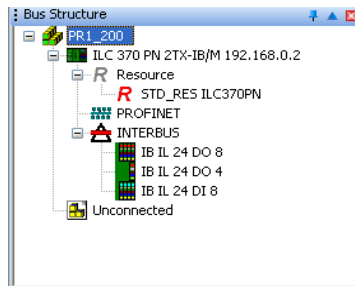 Bus Structure
PR1_200
ILC 370 PN 2TX-IB/M 192.168.0.2
R Resource
R STD_RES ILC370PN
PROFINET
INTERBUS
IB IL 24 DO 8
IB IL 24 DO 4
IB IL 24 DI 8
Unconnected